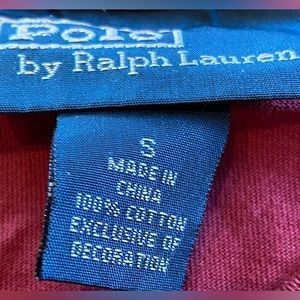 Polo
by Ralph Lauren
S
MADE IN
CHINA
100% COTTON
EXCLUSIVE OF
DECORATION